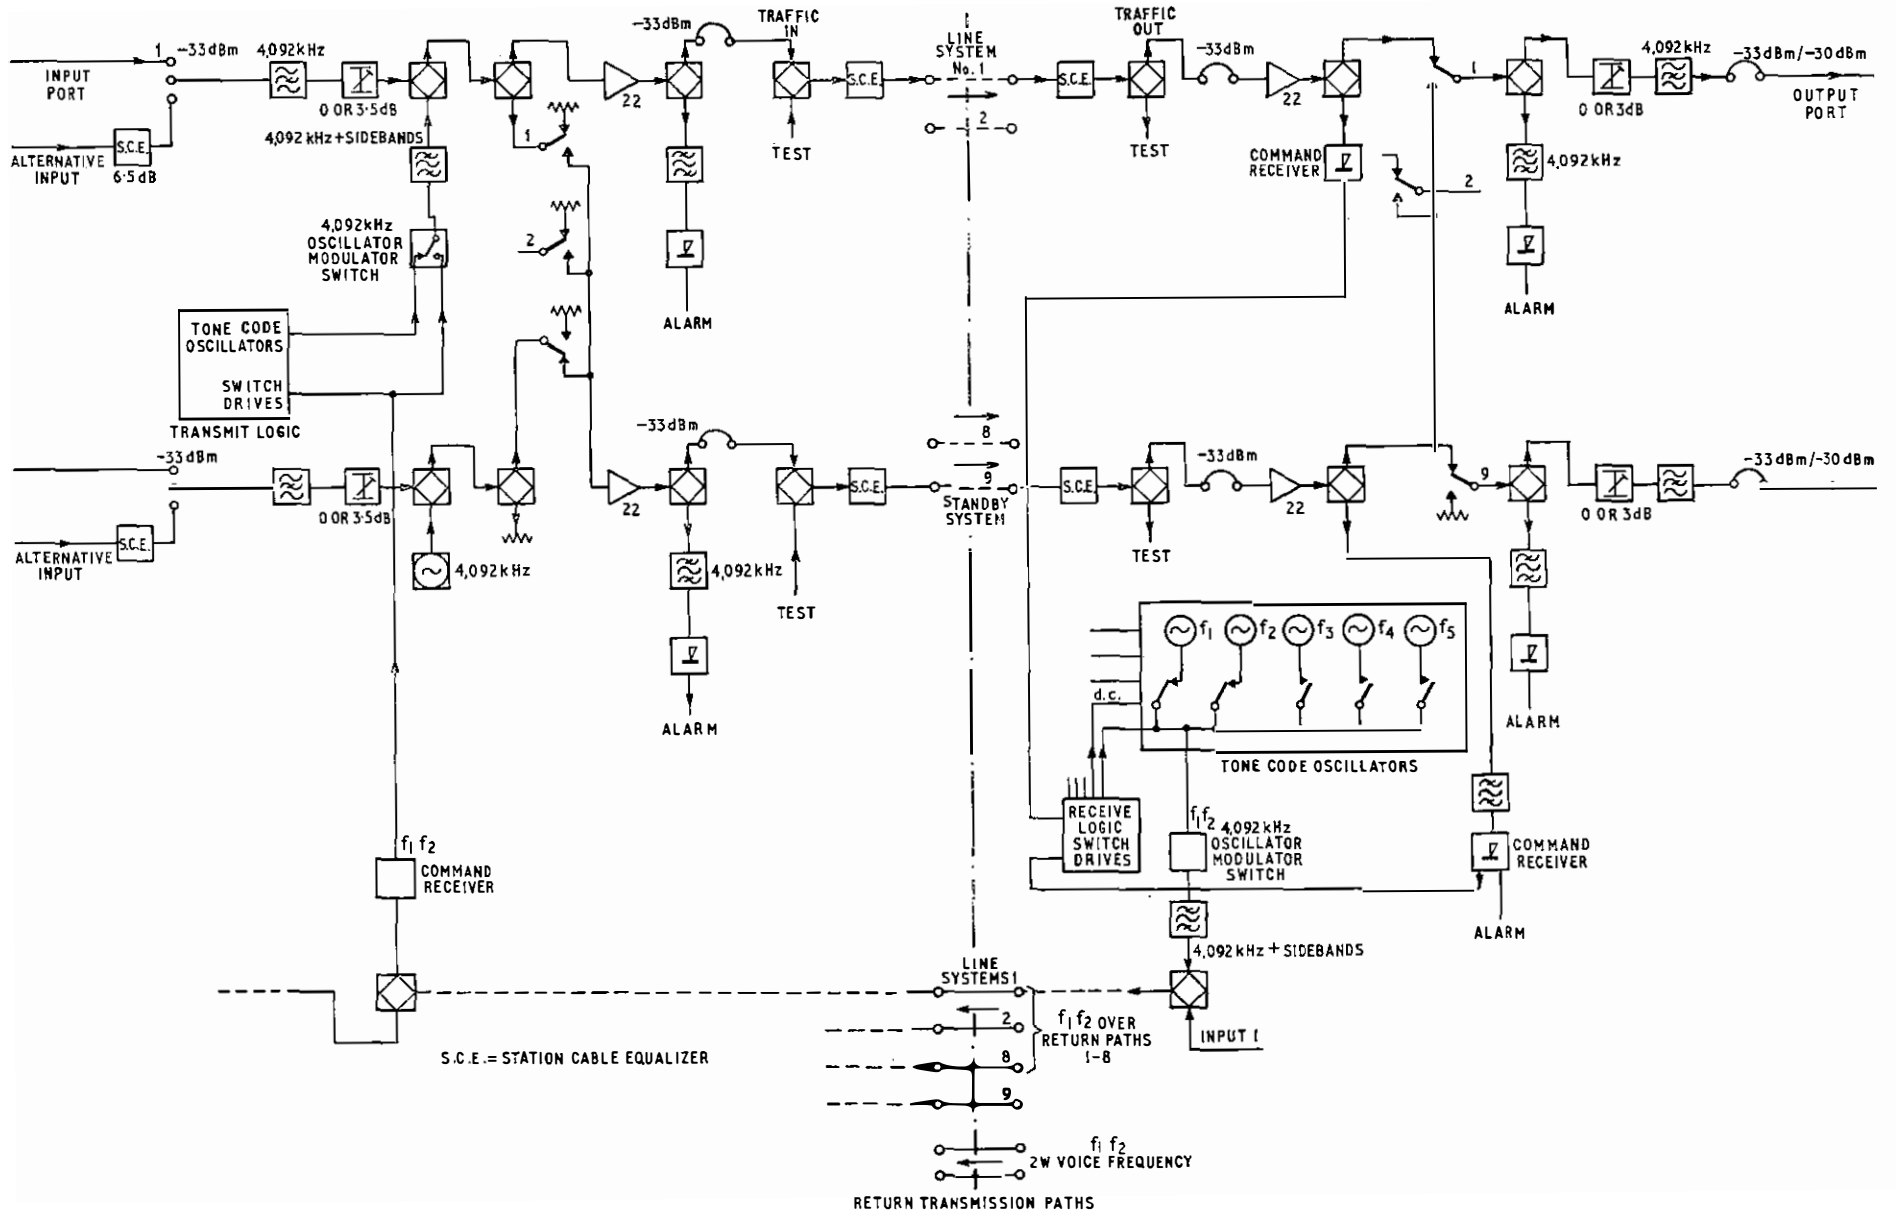 1
-33dBm
4,092kHz
INPUT
PORT
0 OR 3·5dB
4,092 kHz + SIDEBANDS
ALTERNATIVE
INPUT
S.C.E.
6·5dB
22
-33dBm
TRAFFIC
IN
TEST
S.C.E.
LINE
SYSTEM
No. 1
2
TRAFFIC
OUT
S.C.E.
-33dBm
TEST
22
COMMAND
RECEIVER
1
2
4,092kHz
-33dBm/-30dBm
0 OR 3dB
OUTPUT
PORT
4,092kHz
ALARM
1
2
4,092kHz
OSCILLATOR
MODULATOR
SWITCH
ALARM
TONE CODE
OSCILLATORS
SWITCH
DRIVES
TRANSMIT LOGIC
-33dBm
0 OR 3·5dB
ALTERNATIVE
INPUT
S.C.E.
4,092kHz
22
-33dBm
4,092kHz
ALARM
TEST
S.C.E.
8
9
STANDBY
SYSTEM
S.C.E.
-33dBm
TEST
22
9
0 OR 3dB
-33dBm/-30dBm
ALARM
f1
f2
f3
f4
f5
d.c.
TONE CODE OSCILLATORS
RECEIVE
LOGIC
SWITCH
DRIVES
f1 f2
4,092kHz
OSCILLATOR
MODULATOR
SWITCH
COMMAND
RECEIVER
ALARM
4,092kHz + SIDEBANDS
INPUT 1
f1 f2
COMMAND
RECEIVER
LINE
SYSTEMS 1
2
8
9
f1 f2 OVER
RETURN PATHS
1-8
S.C.E. = STATION CABLE EQUALIZER
f1 f2
2W VOICE FREQUENCY
RETURN TRANSMISSION PATHS